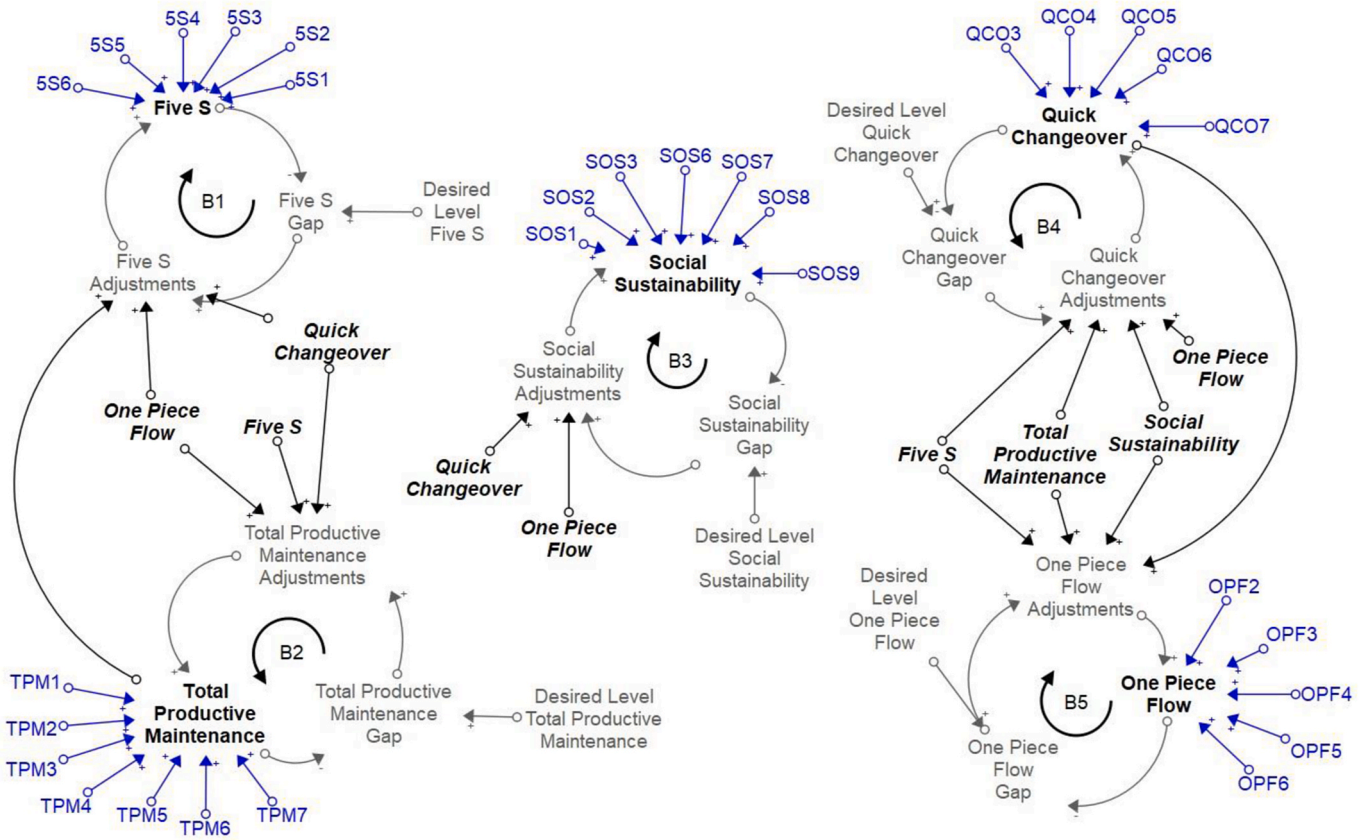 5S6
5S5
5S4
5S3
5S2
5S1
Five S
B1
Five S
Gap
Desired
Level
Five S
Five S
Adjustments
Quick
Changeover
One Piece
Flow
Five S
Total Productive
Maintenance
Adjustments
B2
Total
Productive
Maintenance
Total Productive
Maintenance
Gap
Desired Level
Total Productive
Maintenance
TPM1
TPM2
TPM3
TPM4
TPM5
TPM6
TPM7
SOS1
SOS2
SOS3
SOS6
SOS7
SOS8
SOS9
Social
Sustainability
B3
Social
Sustainability
Adjustments
Social
Sustainability
Gap
Quick
Changeover
One Piece
Flow
Desired Level
Social
Sustainability
QCO3
QCO4
QCO5
QCO6
QCO7
Quick
Changeover
Desired Level
Quick
Changeover
B4
Quick
Changeover
Gap
Quick
Changeover
Adjustments
One Piece
Flow
Five S
Total
Productive
Maintenance
Social
Sustainability
One Piece
Flow
Adjustments
Desired
Level
One Piece
Flow
B5
One Piece
Flow
One Piece
Flow
Gap
OPF2
OPF3
OPF4
OPF5
OPF6